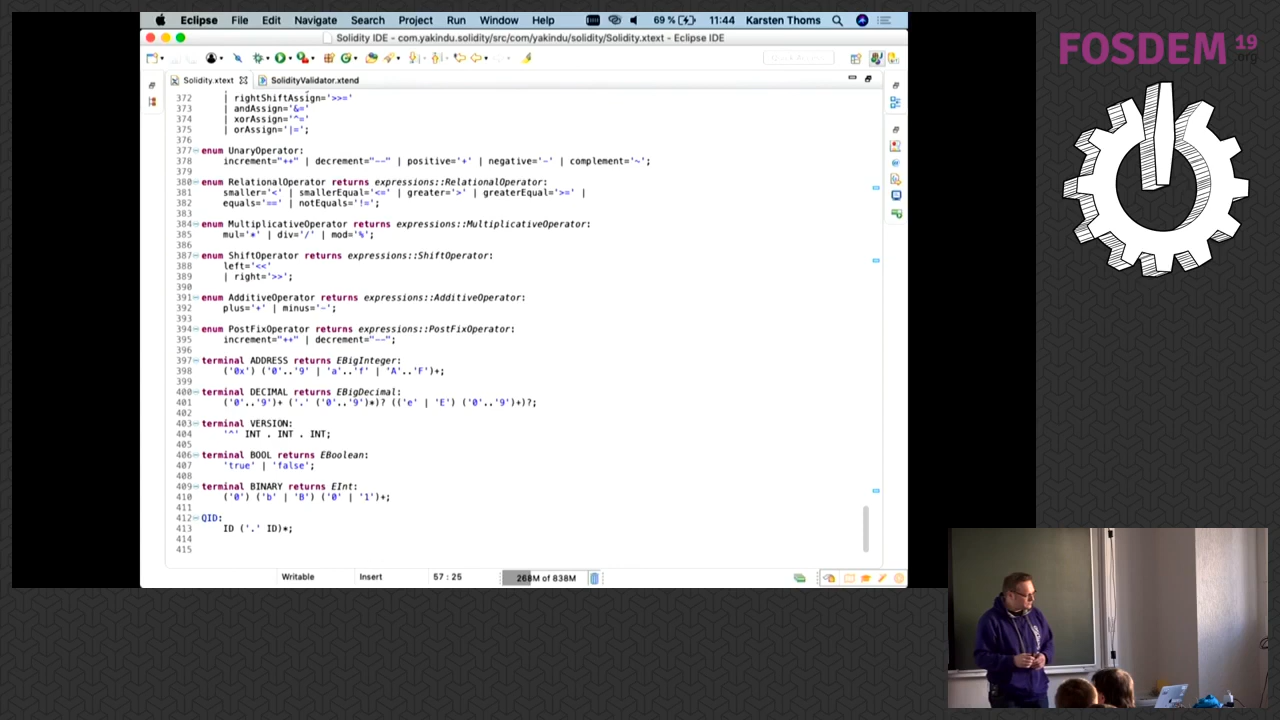 Eclipse File Edit Navigate Search Project Run Window Help 69 % 11:44 Karsten Thoms
Solidity IDE - com.yakindu.solidity/src/com/yakindu/solidity/Solidity.xtext - Eclipse IDE
Quick Access
Solidity.xtext SolidityValidator.xtend
372 | rightShiftAssign='>>='
373 | andAssign='&='
374 | xorAssign='^='
375 | orAssign='|=';
376
377 enum UnaryOperator:
378 increment="++" | decrement="--" | positive='+' | negative='-' | complement='~';
379
380 enum RelationalOperator returns expressions::RelationalOperator:
381 smaller='<' | smallerEqual='<=' | greater='>' | greaterEqual='>=' |
382 equals='==' | notEquals='!=';
383
384 enum MultiplicativeOperator returns expressions::MultiplicativeOperator:
385 mul='*' | div='/' | mod='%';
386
387 enum ShiftOperator returns expressions::ShiftOperator:
388 left='<<'
389 | right='>>';
390
391 enum AdditiveOperator returns expressions::AdditiveOperator:
392 plus='+' | minus='-';
393
394 enum PostFixOperator returns expressions::PostFixOperator:
395 increment="++" | decrement="--";
396
397 terminal ADDRESS returns EBigInteger:
398 ('0x') ('0'..'9' | 'a'..'f' | 'A'..'F')+;
399
400 terminal DECIMAL returns EBigDecimal:
401 ('0'..'9')+ ('.' ('0'..'9')*)? (('e' | 'E') ('0'..'9')+)?;
402
403 terminal VERSION:
404 '^' INT . INT . INT;
405
406 terminal BOOL returns EBoolean:
407 'true' | 'false';
408
409 terminal BINARY returns EInt:
410 ('0') ('b' | 'B') ('0' | '1')+;
411
412 QID:
413 ID ('.' ID)*;
414
415
Writable Insert 57 : 25 268M of 838M
FOSDEM 19
.org